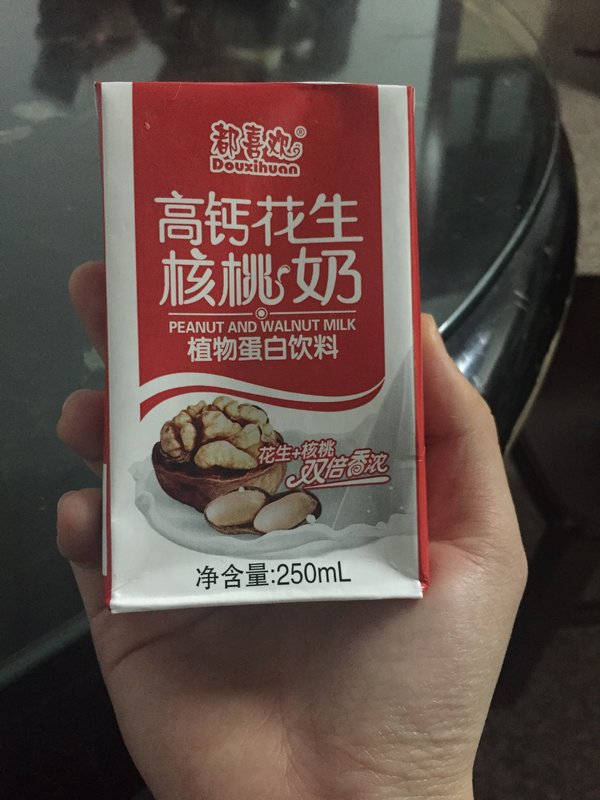 都喜欢®
Douxihuan
高钙花生
核桃奶
PEANUT AND WALNUT MILK
植物蛋白饮料
花生+核桃
双倍香浓
净含量:250mL